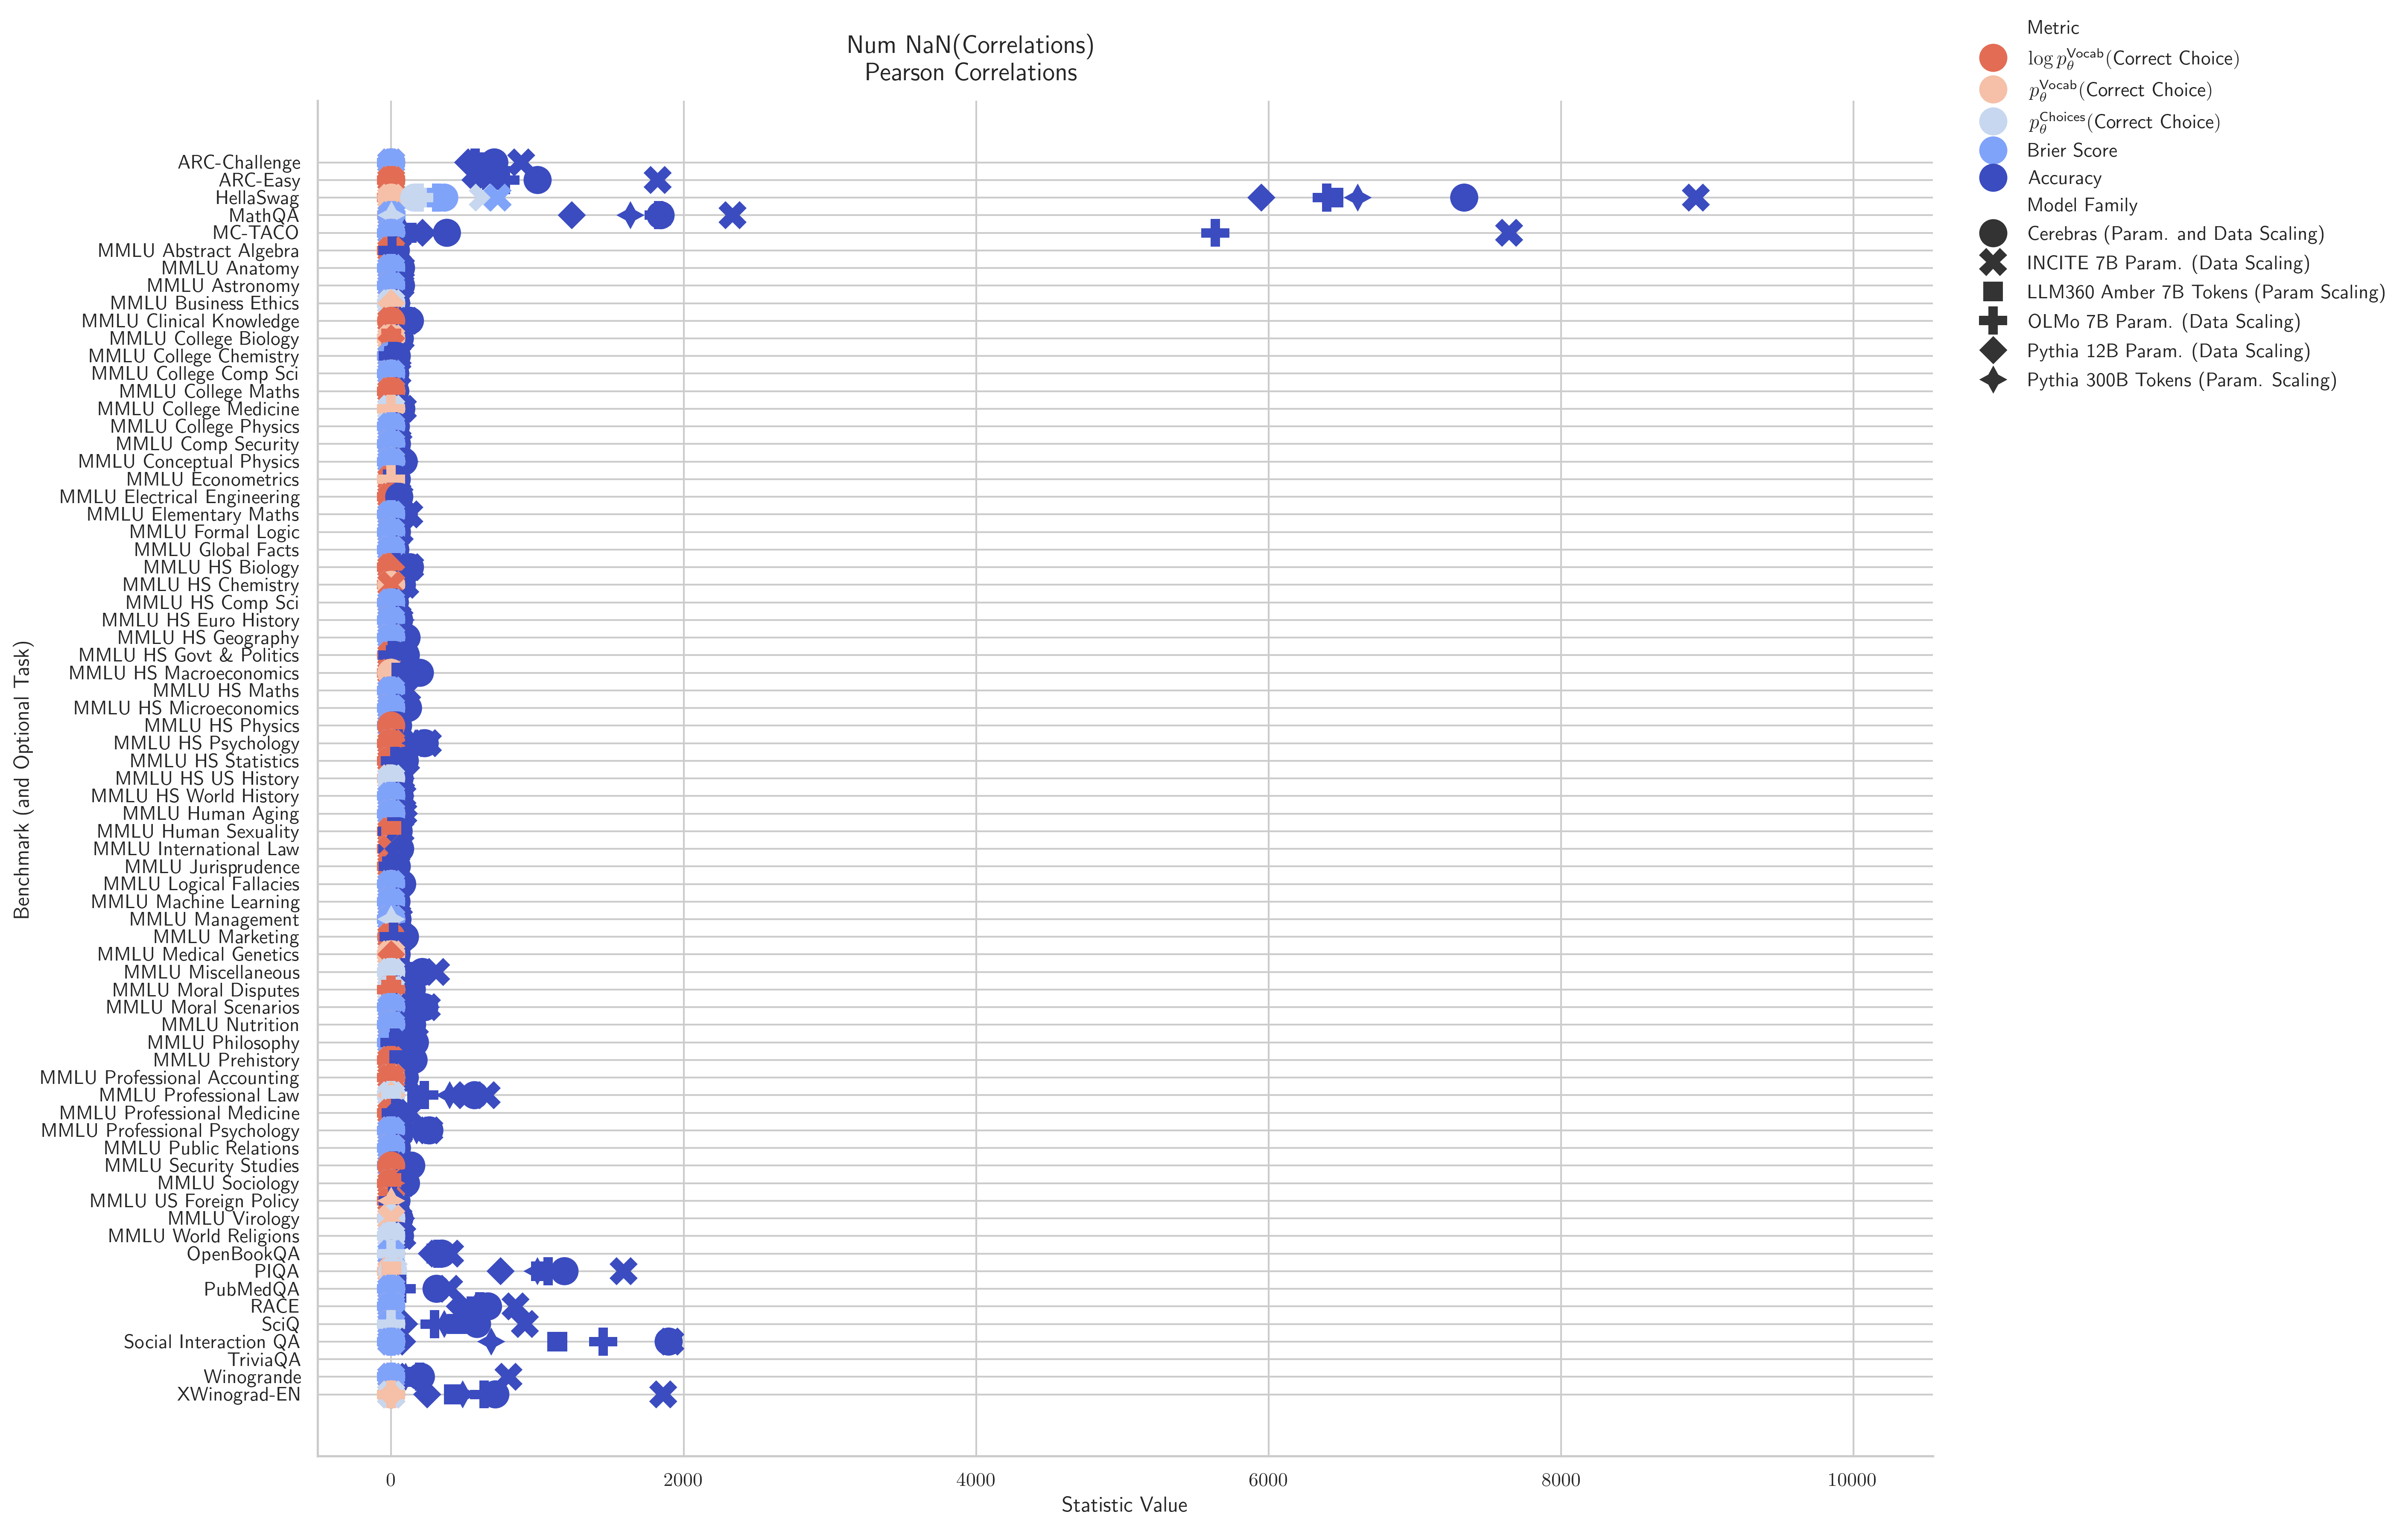 Num NaN(Correlations)
Pearson Correlations
Metric
log p_θ^Vocab(Correct Choice)
p_θ^Vocab(Correct Choice)
p_θ^Choices(Correct Choice)
Brier Score
Accuracy
Model Family
Cerebras (Param. and Data Scaling)
INCITE 7B Param. (Data Scaling)
LLM360 Amber 7B Tokens (Param Scaling)
OLMo 7B Param. (Data Scaling)
Pythia 12B Param. (Data Scaling)
Pythia 300B Tokens (Param. Scaling)
Benchmark (and Optional Task)
ARC-Challenge
ARC-Easy
HellaSwag
MathQA
MC-TACO
MMLU Abstract Algebra
MMLU Anatomy
MMLU Astronomy
MMLU Business Ethics
MMLU Clinical Knowledge
MMLU College Biology
MMLU College Chemistry
MMLU College Comp Sci
MMLU College Maths
MMLU College Medicine
MMLU College Physics
MMLU Comp Security
MMLU Conceptual Physics
MMLU Econometrics
MMLU Electrical Engineering
MMLU Elementary Maths
MMLU Formal Logic
MMLU Global Facts
MMLU HS Biology
MMLU HS Chemistry
MMLU HS Comp Sci
MMLU HS Euro History
MMLU HS Geography
MMLU HS Govt & Politics
MMLU HS Macroeconomics
MMLU HS Maths
MMLU HS Microeconomics
MMLU HS Physics
MMLU HS Psychology
MMLU HS Statistics
MMLU HS US History
MMLU HS World History
MMLU Human Aging
MMLU Human Sexuality
MMLU International Law
MMLU Jurisprudence
MMLU Logical Fallacies
MMLU Machine Learning
MMLU Management
MMLU Marketing
MMLU Medical Genetics
MMLU Miscellaneous
MMLU Moral Disputes
MMLU Moral Scenarios
MMLU Nutrition
MMLU Philosophy
MMLU Prehistory
MMLU Professional Accounting
MMLU Professional Law
MMLU Professional Medicine
MMLU Professional Psychology
MMLU Public Relations
MMLU Security Studies
MMLU Sociology
MMLU US Foreign Policy
MMLU Virology
MMLU World Religions
OpenBookQA
PIQA
PubMedQA
RACE
SciQ
Social Interaction QA
TriviaQA
Winogrande
XWinograd-EN
0 2000 4000 6000 8000 10000
Statistic Value